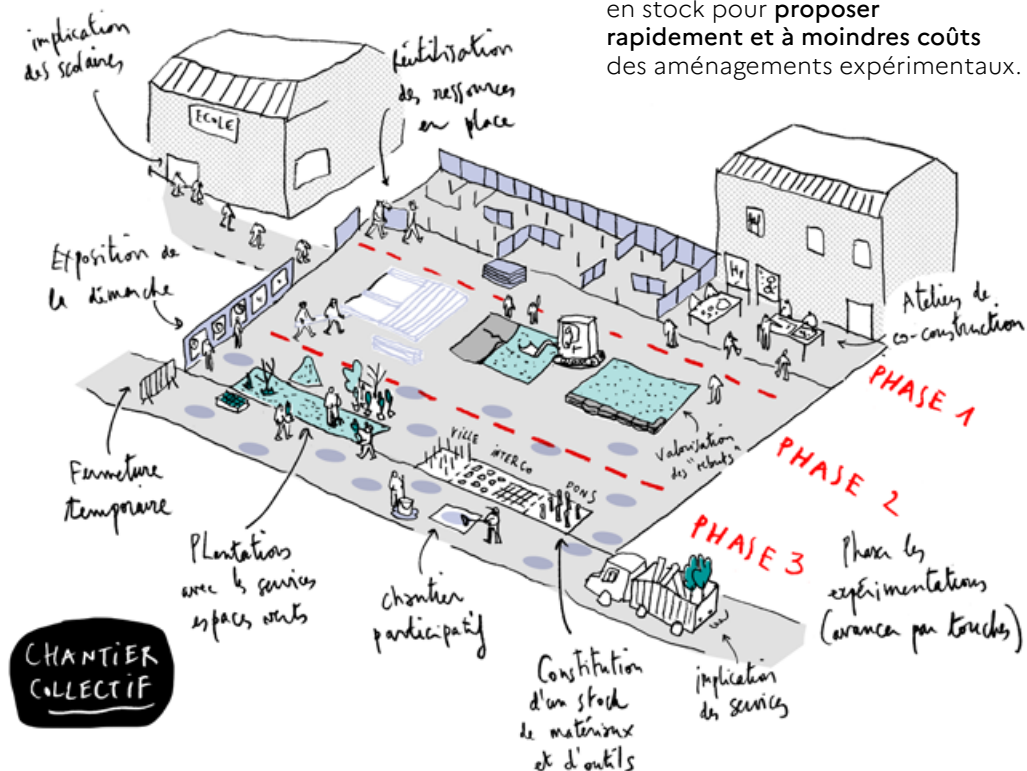 en stock pour proposer
rapidement et à moindres coûts
des aménagements expérimentaux.
implication
des scolaires
réutilisation
des ressources
en place
ECOLE
Exposition de
la démarche
Ateliers de
co-construction
PHASE 1
Valorisation
des "rebuts"
PHASE 2
VILLE
INTERCO
DONS
PHASE 3
Phaser les
expérimentations
(avancer par touches)
Fermeture
temporaire
Plantations
avec les services
espaces verts
chantier
participatif
Constitution
d'un stock
de matériaux
et d'outils
implication
des services
CHANTIER
COLLECTIF